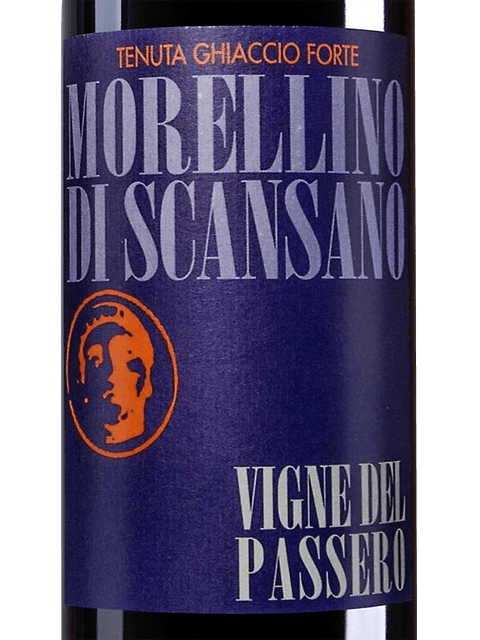 TENUTA GHIACCIO FORTE
MORELLINO
DI SCANSANO
VIGNE DEL
PASSERO